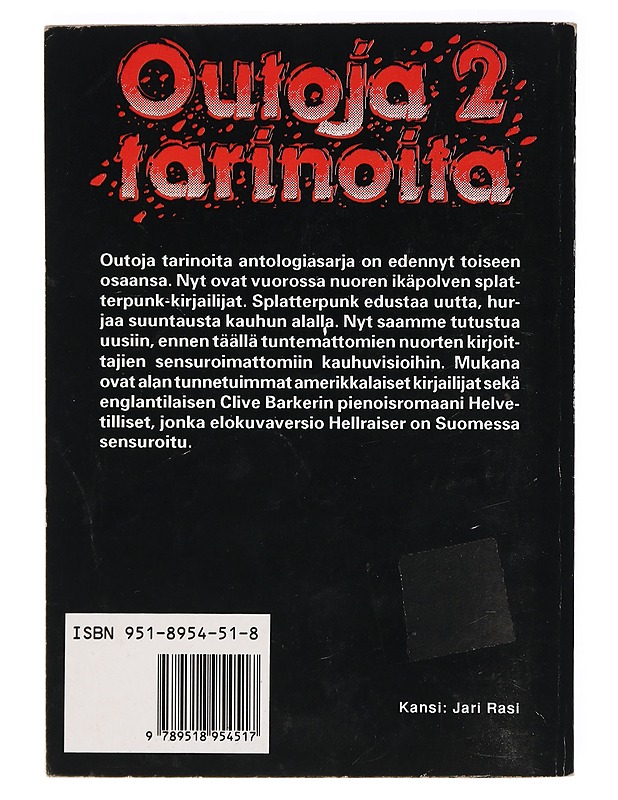 Outoja 2
tarinoita
Outoja tarinoita antologiasarja on edennyt toiseen
osaansa. Nyt ovat vuorossa nuoren ikäpolven splat-
terpunk-kirjailijat. Splatterpunk edustaa uutta, hur-
jaa suuntausta kauhun alalla. Nyt saamme tutustua
uusiin, ennen täällä tuntemattomien nuorten kirjoit-
tajien sensuroimattomiin kauhuvisioihin. Mukana
ovat alan tunnetuimmat amerikkalaiset kirjailijat sekä
englantilaisen Clive Barkerin pienoisromaani Helve-
tilliset, jonka elokuvaversio Hellraiser on Suomessa
sensuroitu.
ISBN 951-8954-51-8
9 789518 954517
Kansi: Jari Rasi